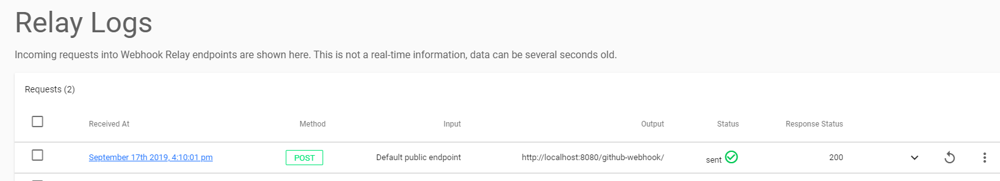 Relay Logs
Incoming requests into Webhook Relay endpoints are shown here. This is not a real-time information, data can be several seconds old.
Requests (2)
Received At Method Input Output Status Response Status
September 17th 2019, 4:10:01 pm POST Default public endpoint http://localhost:8080/github-webhook/ sent 200